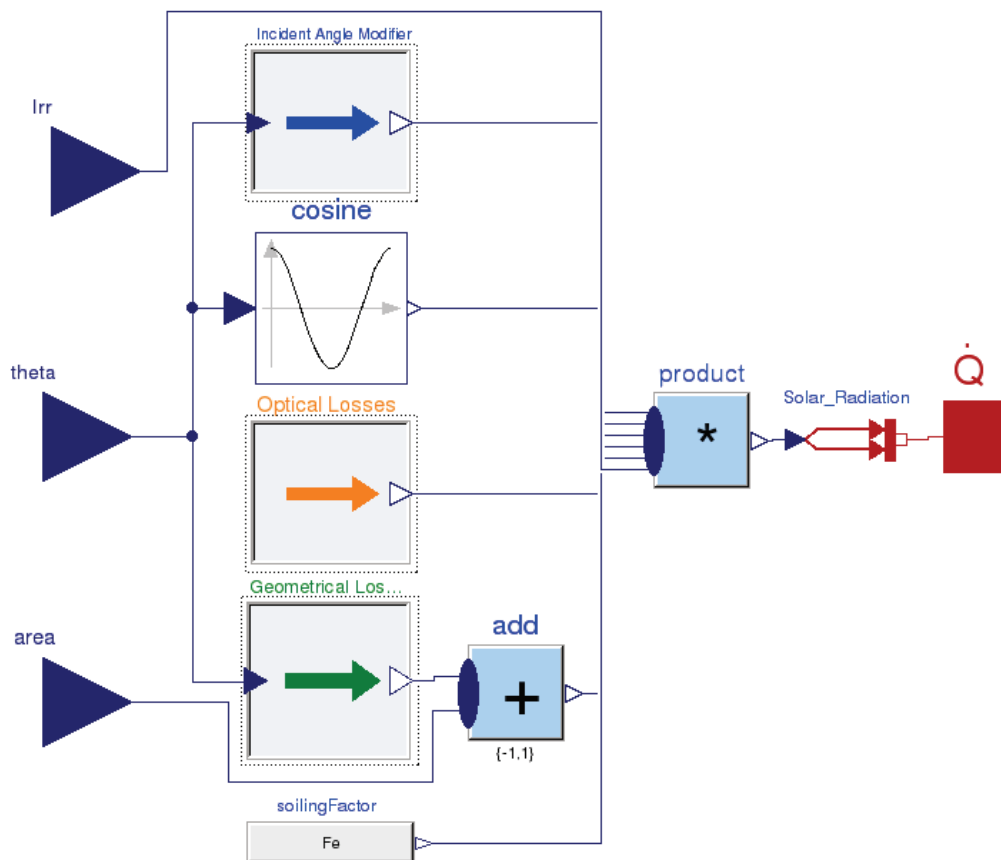 Incident Angle Modifier
Irr
cosine
theta
Optical Losses
product
*
Solar_Radiation
Q̇
Geometrical Los...
area
add
+
{-1,1}
soilingFactor
Fe